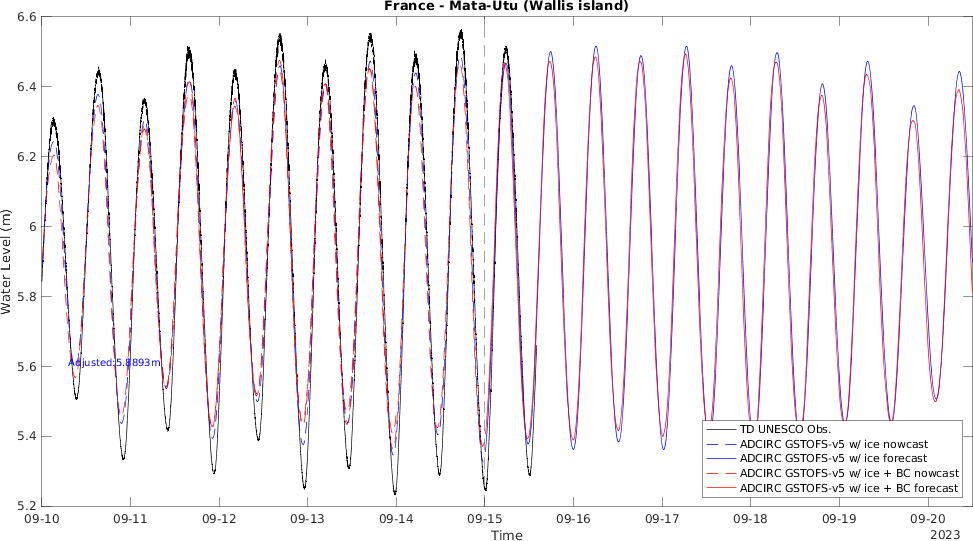 France - Mata-Utu (Wallis island)
6.6
6.4
6.2
6
5.8
5.6
5.4
5.2
Water Level (m)
Adjusted:5.8893m
TD UNESCO Obs.
ADCIRC GSTOFS-v5 w/ ice nowcast
ADCIRC GSTOFS-v5 w/ ice forecast
ADCIRC GSTOFS-v5 w/ ice + BC nowcast
ADCIRC GSTOFS-v5 w/ ice + BC forecast
09-10 09-11 09-12 09-13 09-14 09-15 09-16 09-17 09-18 09-19 09-20
Time
2023